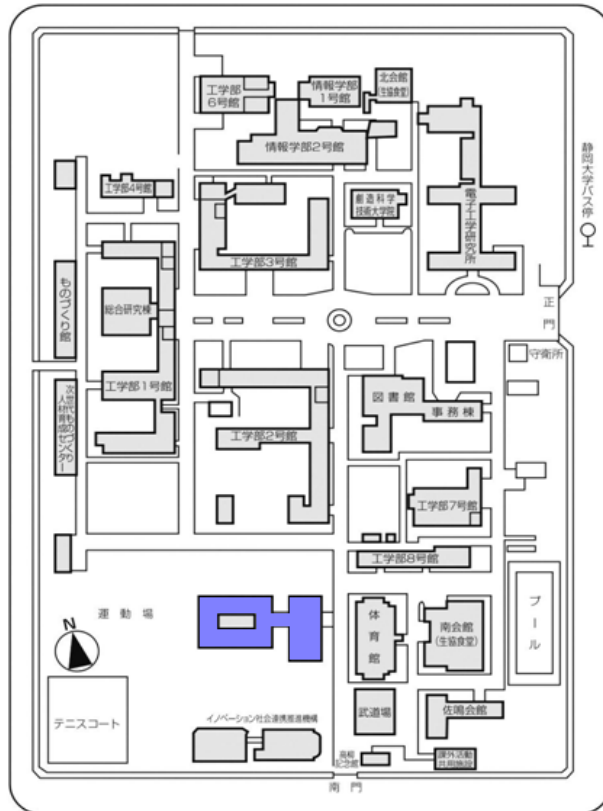 工学部
6号館
情報学部
1号館
北会館
(生協食堂)
情報学部2号館
静岡大学バス停
工学部4号館
創造科学
技術大学院
電子工学研究所
工学部3号館
ものづくり館
総合研究棟
正門
守衛所
次世代ものづくり
人材育成センター
工学部1号館
図書館
事務棟
工学部2号館
工学部7号館
工学部8号館
運動場
N
体育館
南会館
(生協食堂)
プール
テニスコート
イノベーション社会連携推進機構
武道場
佐鳴会館
高柳
記念館
課外活動
共用施設
南門